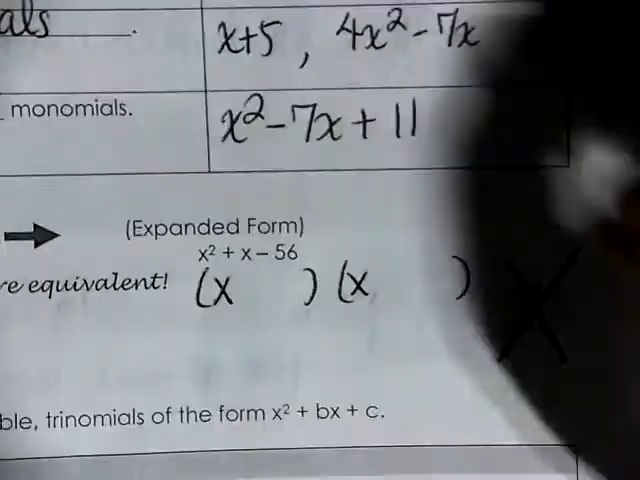 als .
x+5 , 4x² - 7x
monomials.
x² - 7x + 11
(Expanded Form)
x² + x – 56
re equivalent!
(x ) (x )
X
ble, trinomials of the form x² + bx + c.